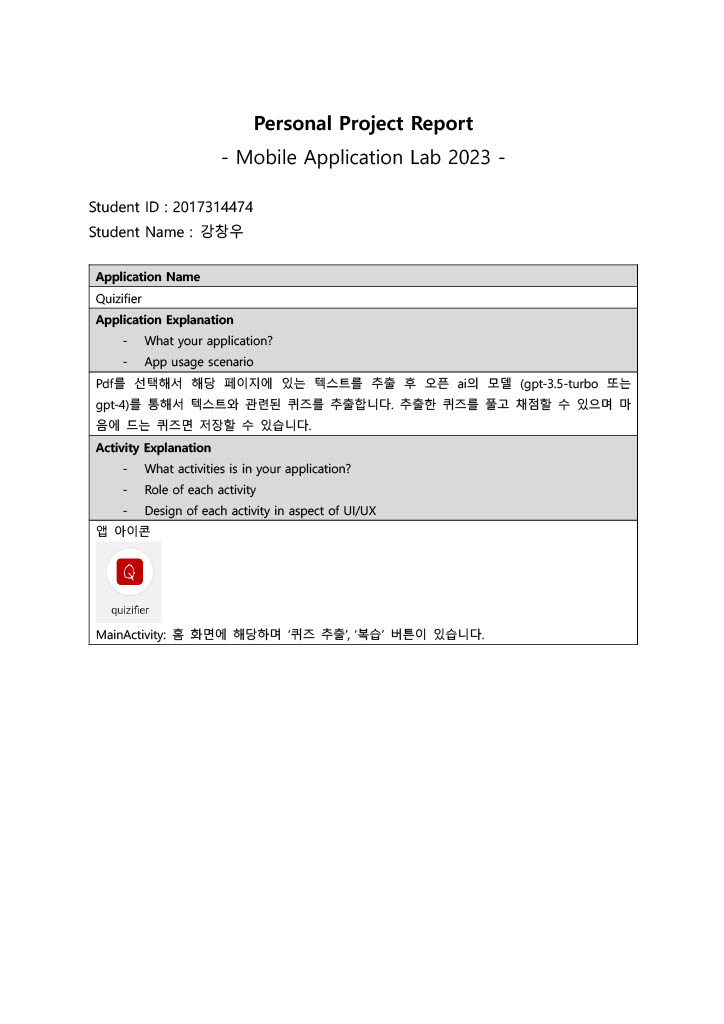 Personal Project Report
- Mobile Application Lab 2023 -
Student ID : 2017314474
Student Name : 강창우
Application Name
Quizifier
Application Explanation
- What your application?
- App usage scenario
Pdf를 선택해서 해당 페이지에 있는 텍스트를 추출 후 오픈 ai의 모델 (gpt-3.5-turbo 또는
gpt-4)를 통해서 텍스트와 관련된 퀴즈를 추출합니다. 추출한 퀴즈를 풀고 채점할 수 있으며 마
음에 드는 퀴즈면 저장할 수 있습니다.
Activity Explanation
- What activities is in your application?
- Role of each activity
- Design of each activity in aspect of UI/UX
앱 아이콘
Q
quizifier
MainActivity: 홈 화면에 해당하며 ‘퀴즈 추출’, ‘복습’ 버튼이 있습니다.